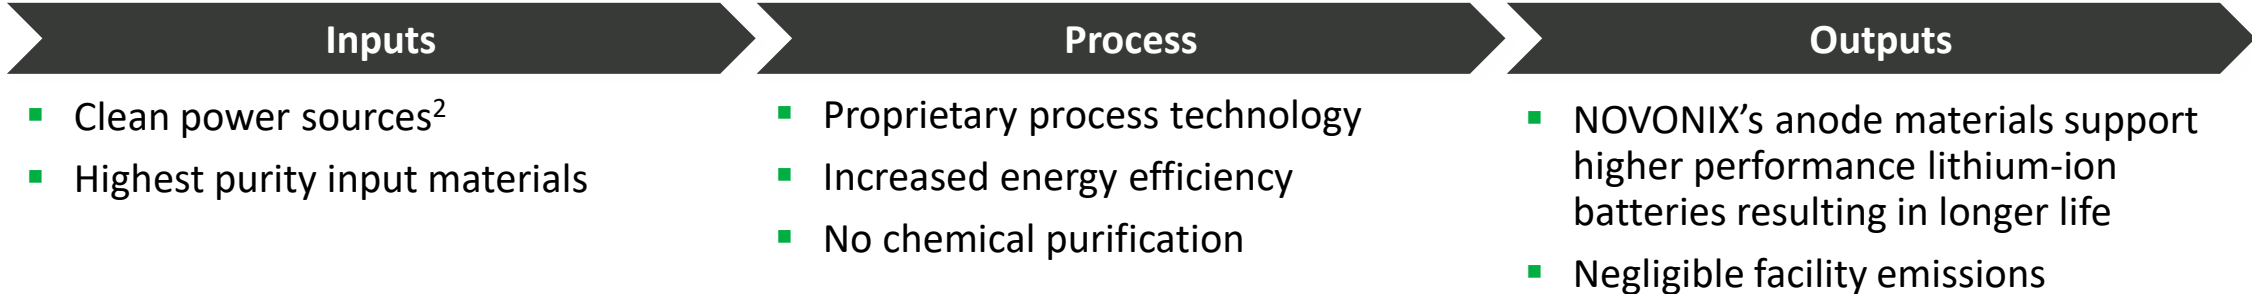 Inputs
Process
Outputs
▪ Clean power sources²
▪ Highest purity input materials
▪ Proprietary process technology
▪ Increased energy efficiency
▪ No chemical purification
▪ NOVONIX’s anode materials support
higher performance lithium-ion
batteries resulting in longer life
▪ Negligible facility emissions